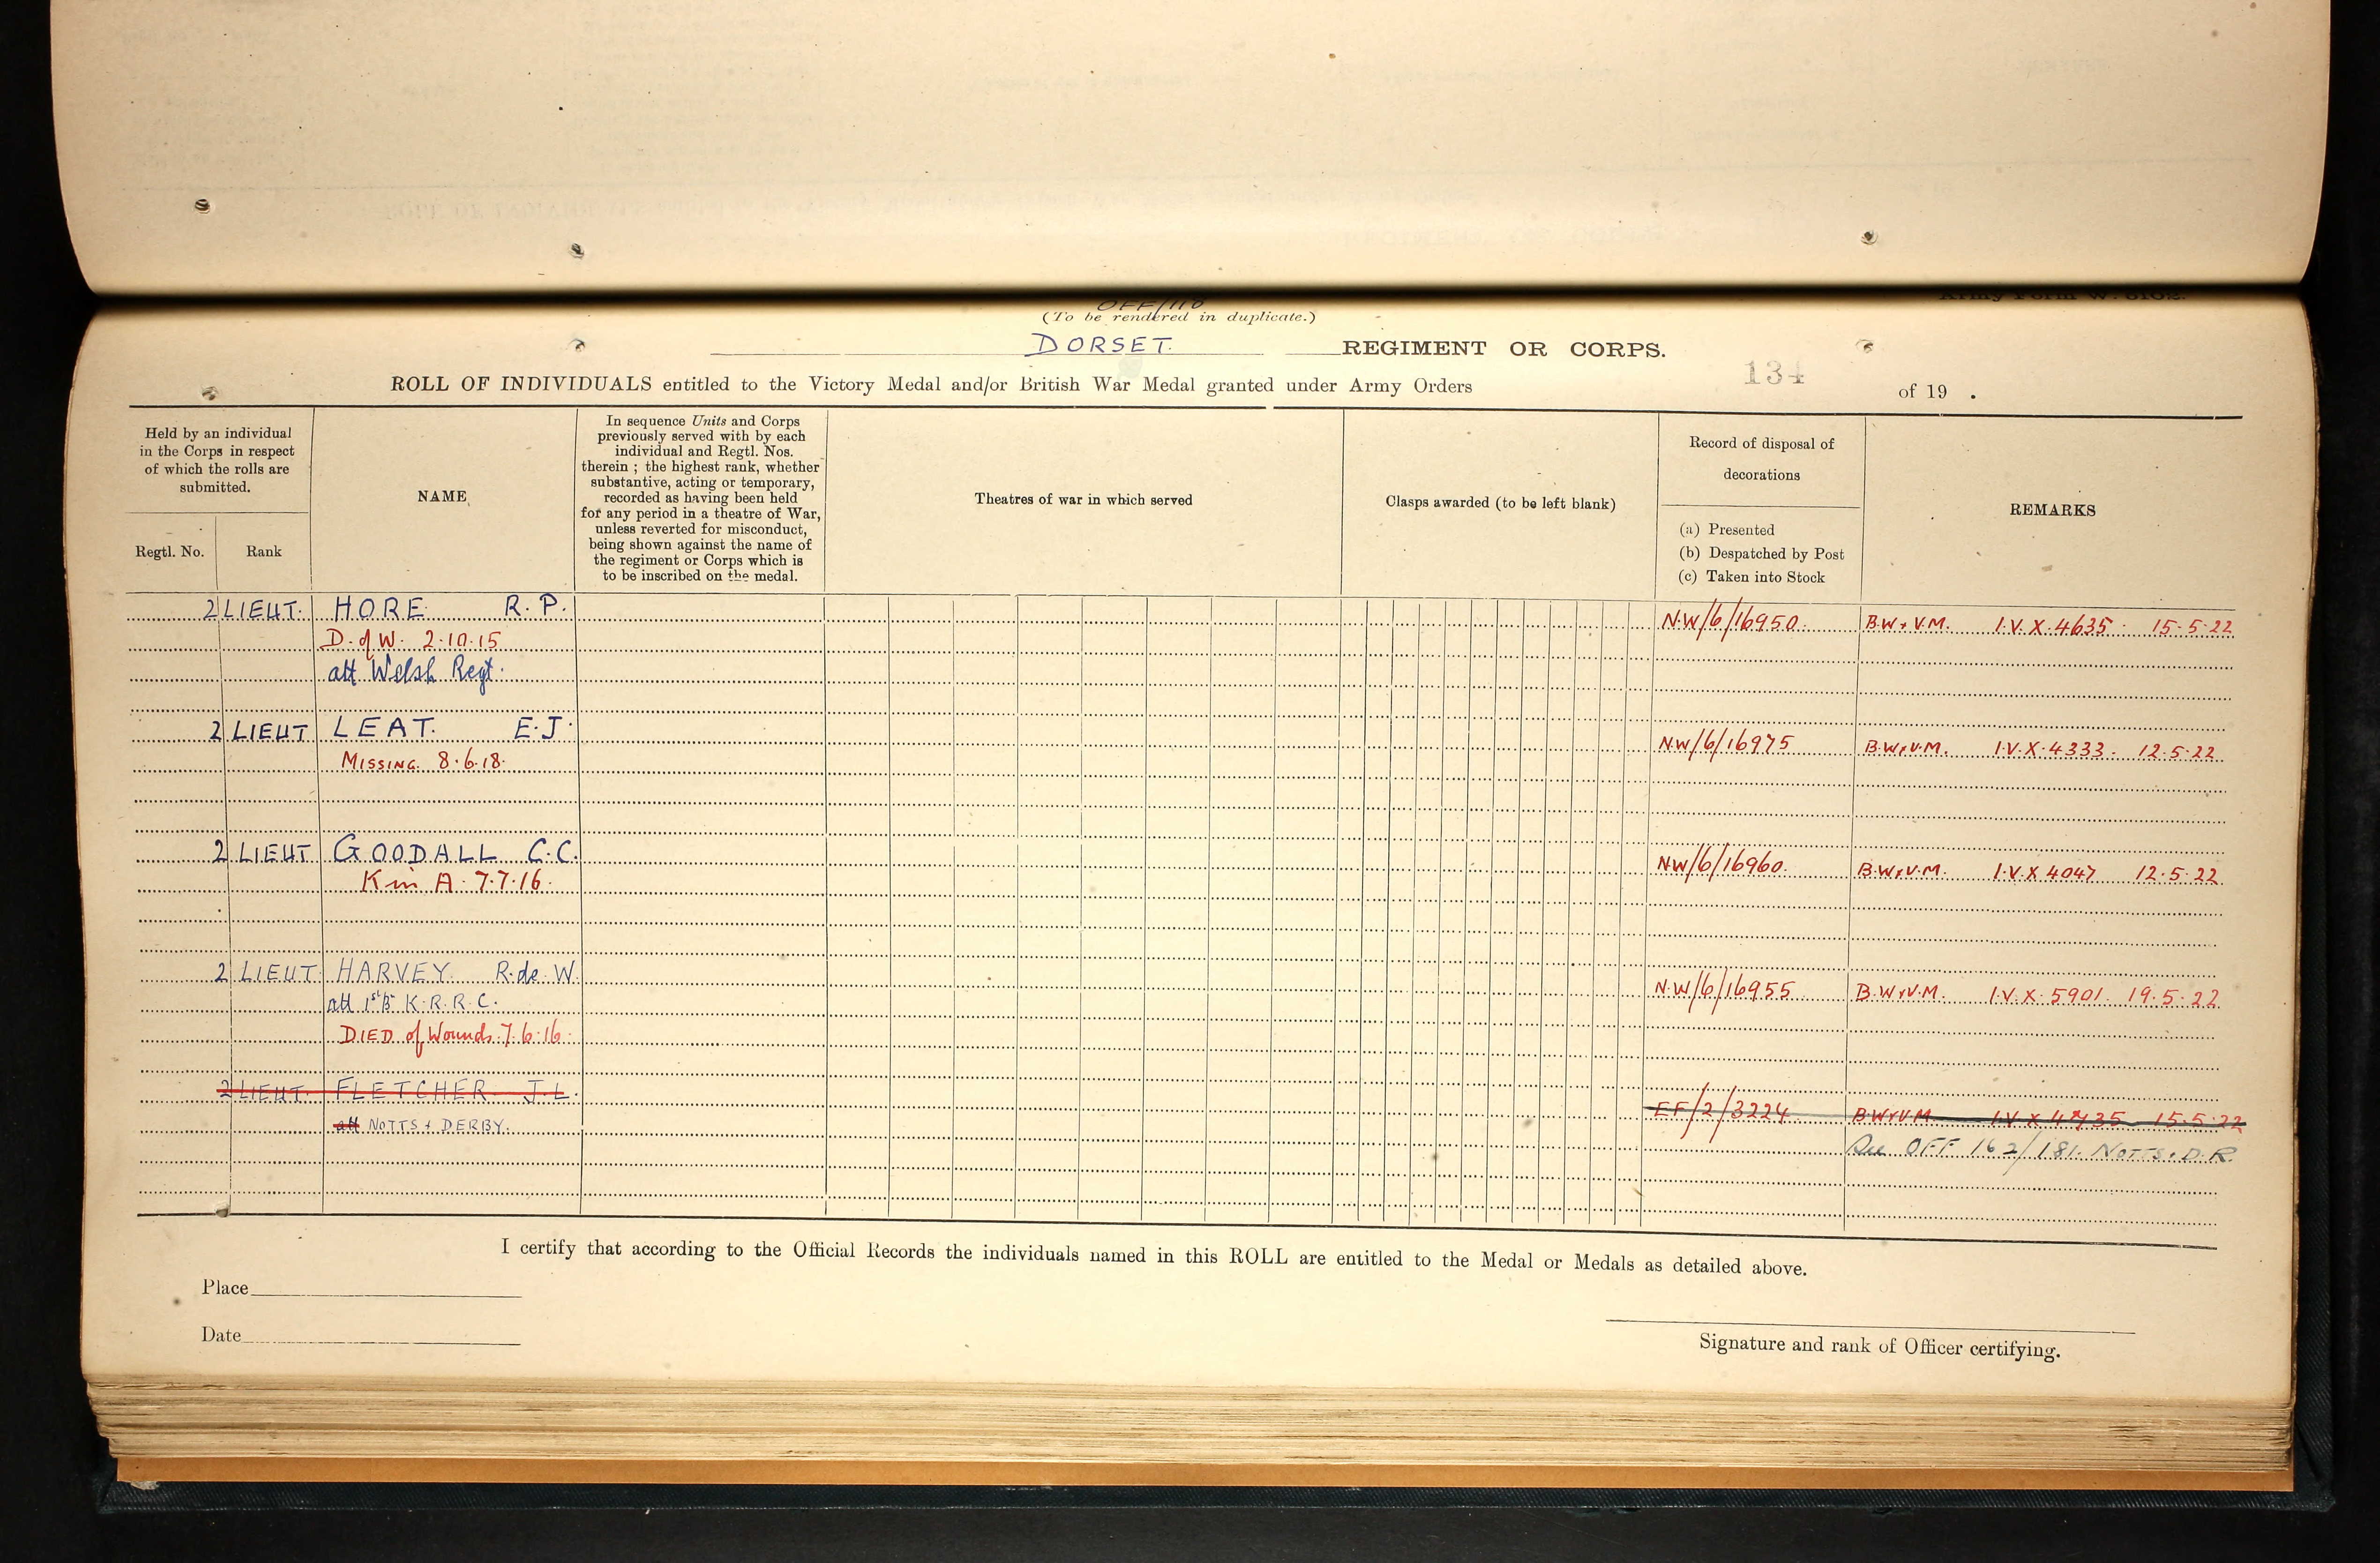 OFF/110
(To be rendered in duplicate.)
DORSET. REGIMENT OR CORPS.
134
ROLL OF INDIVIDUALS entitled to the Victory Medal and/or British War Medal granted under Army Orders of 19 .
Held by an individual in the Corps in respect of which the rolls are submitted.
Regtl. No.
Rank
NAME
In sequence Units and Corps
previously served with by each
individual and Regtl. Nos.
therein ; the highest rank, whether
substantive, acting or temporary,
recorded as having been held
for any period in a theatre of War,
unless reverted for misconduct,
being shown against the name of
the regiment or Corps which is
to be inscribed on the medal.
Theatres of war in which served
Clasps awarded (to be left blank)
Record of disposal of
decorations
(a) Presented
(b) Despatched by Post
(c) Taken into Stock
REMARKS
2 LIEUT. HORE R. P. NW/6/16950. B.W & V.M. I.V.X.4635 15.5.22
D. of W. 2.10.15
att Welsh Regt.
2 LIEUT LEAT. E.J. NW/6/16975 B.W & V.M. I.V.X.4333. 12.5.22.
MISSING 8.6.18.
2 LIEUT GOODALL C.C. NW/6/16960. B.W & V.M. I.V.X 4047 12.5.22.
K in A. 7.7.16.
2 LIEUT. HARVEY R. de W. N.W/6/16955 B.W & V.M. I.V.X.5901. 19.5.22
att 1st B K.R.R.C.
DIED of Wounds. 7.6.16.
2 LIEUT. FLETCHER J.L. EF/2/3224 B.W & V.M I.V.X 15.5.22
att NOTTS & DERBY.
See OFF 162/181. NOTTS. D.R.
I certify that according to the Official Records the individuals named in this ROLL are entitled to the Medal or Medals as detailed above.
Place
Date
Signature and rank of Officer certifying.